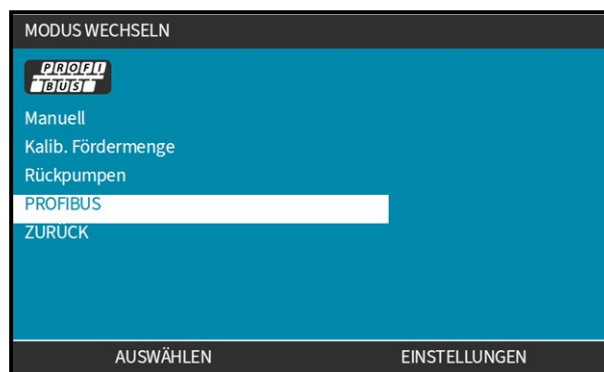 MODUS WECHSELN
PROFI
BUS
Manuell
Kalib. Fördermenge
Rückpumpen
PROFIBUS
ZURÜCK
AUSWÄHLEN EINSTELLUNGEN